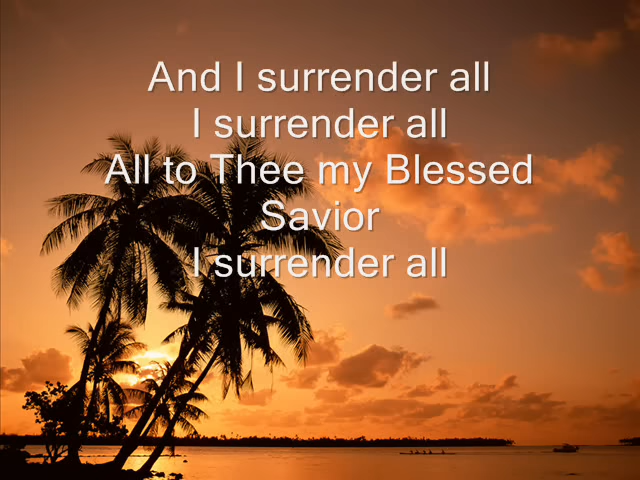 And I surrender all
I surrender all
All to Thee my Blessed
Savior
I surrender all